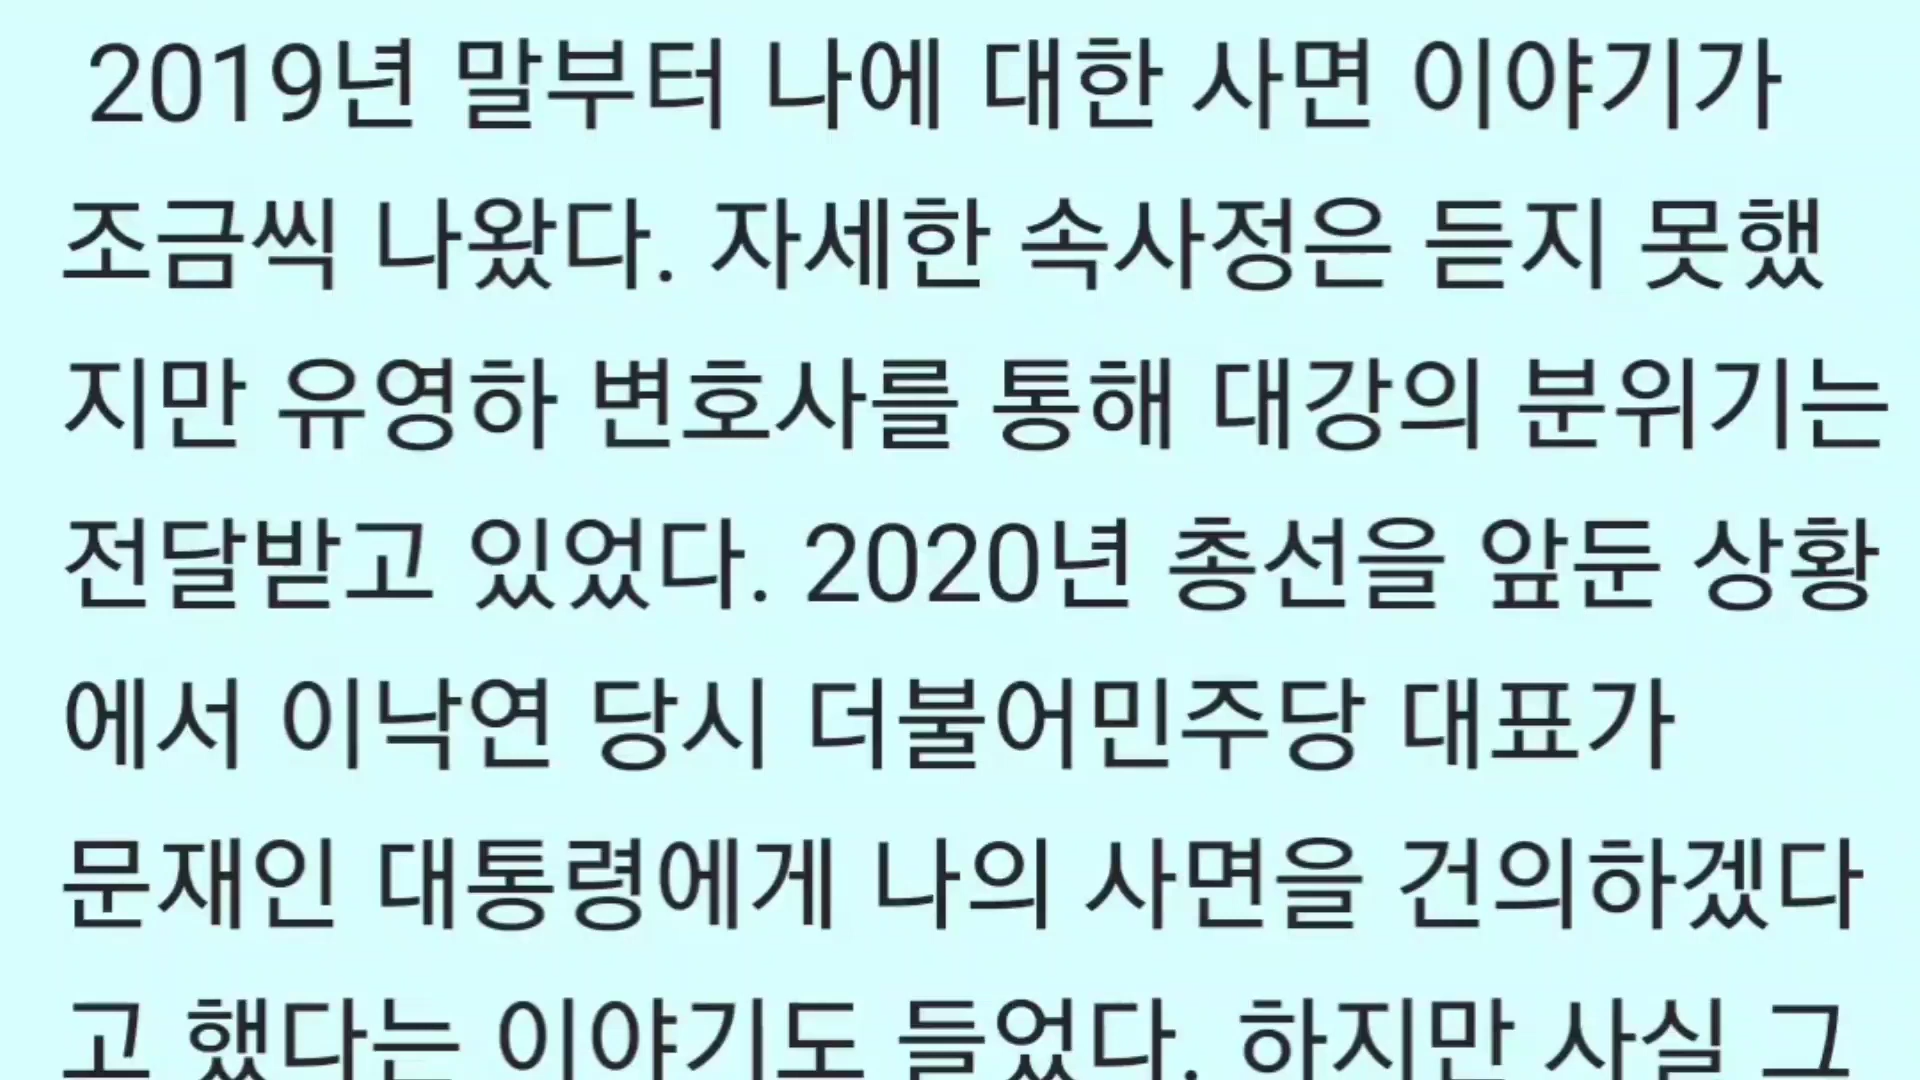 2019년 말부터 나에 대한 사면 이야기가
조금씩 나왔다. 자세한 속사정은 듣지 못했
지만 유영하 변호사를 통해 대강의 분위기는
전달받고 있었다. 2020년 총선을 앞둔 상황
에서 이낙연 당시 더불어민주당 대표가
문재인 대통령에게 나의 사면을 건의하겠다
고 했다는 이야기도 들었다. 하지만 사실 그